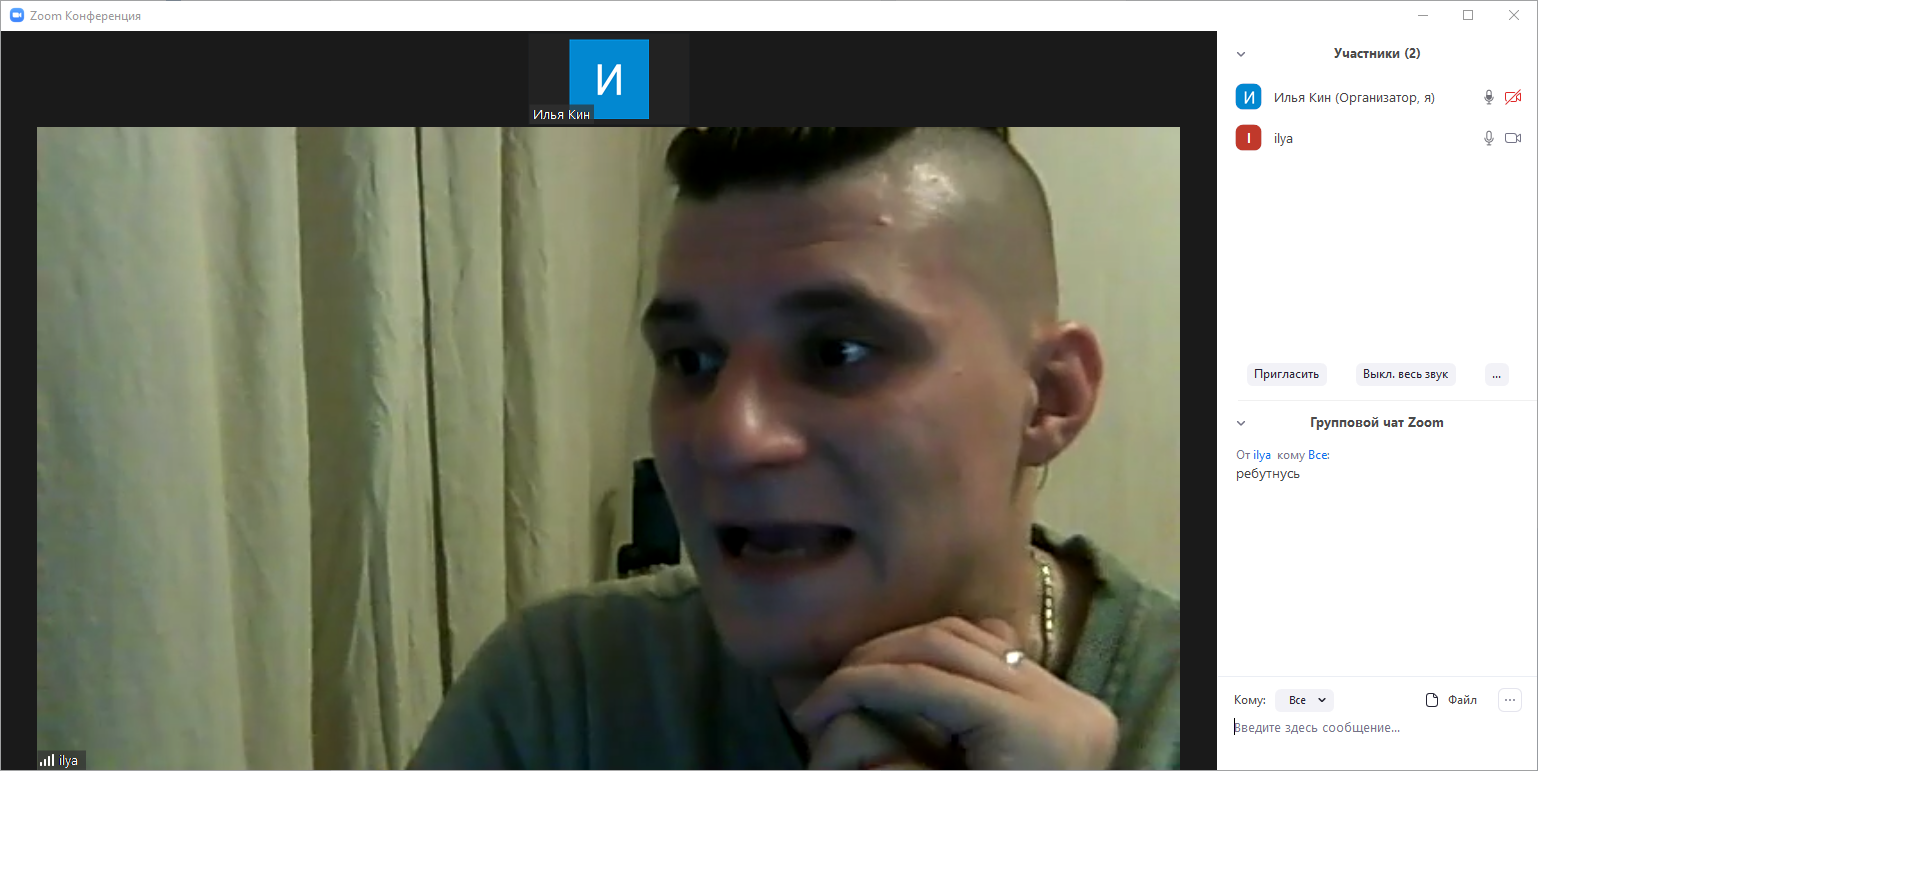 Zoom Конференция
И
Илья Кин
ilya
Участники (2)
И Илья Кин (Организатор, я)
I ilya
Пригласить Выкл. весь звук ...
Групповой чат Zoom
От ilya кому Все:
ребутнусь
Кому: Все Файл ...
Введите здесь сообщение...